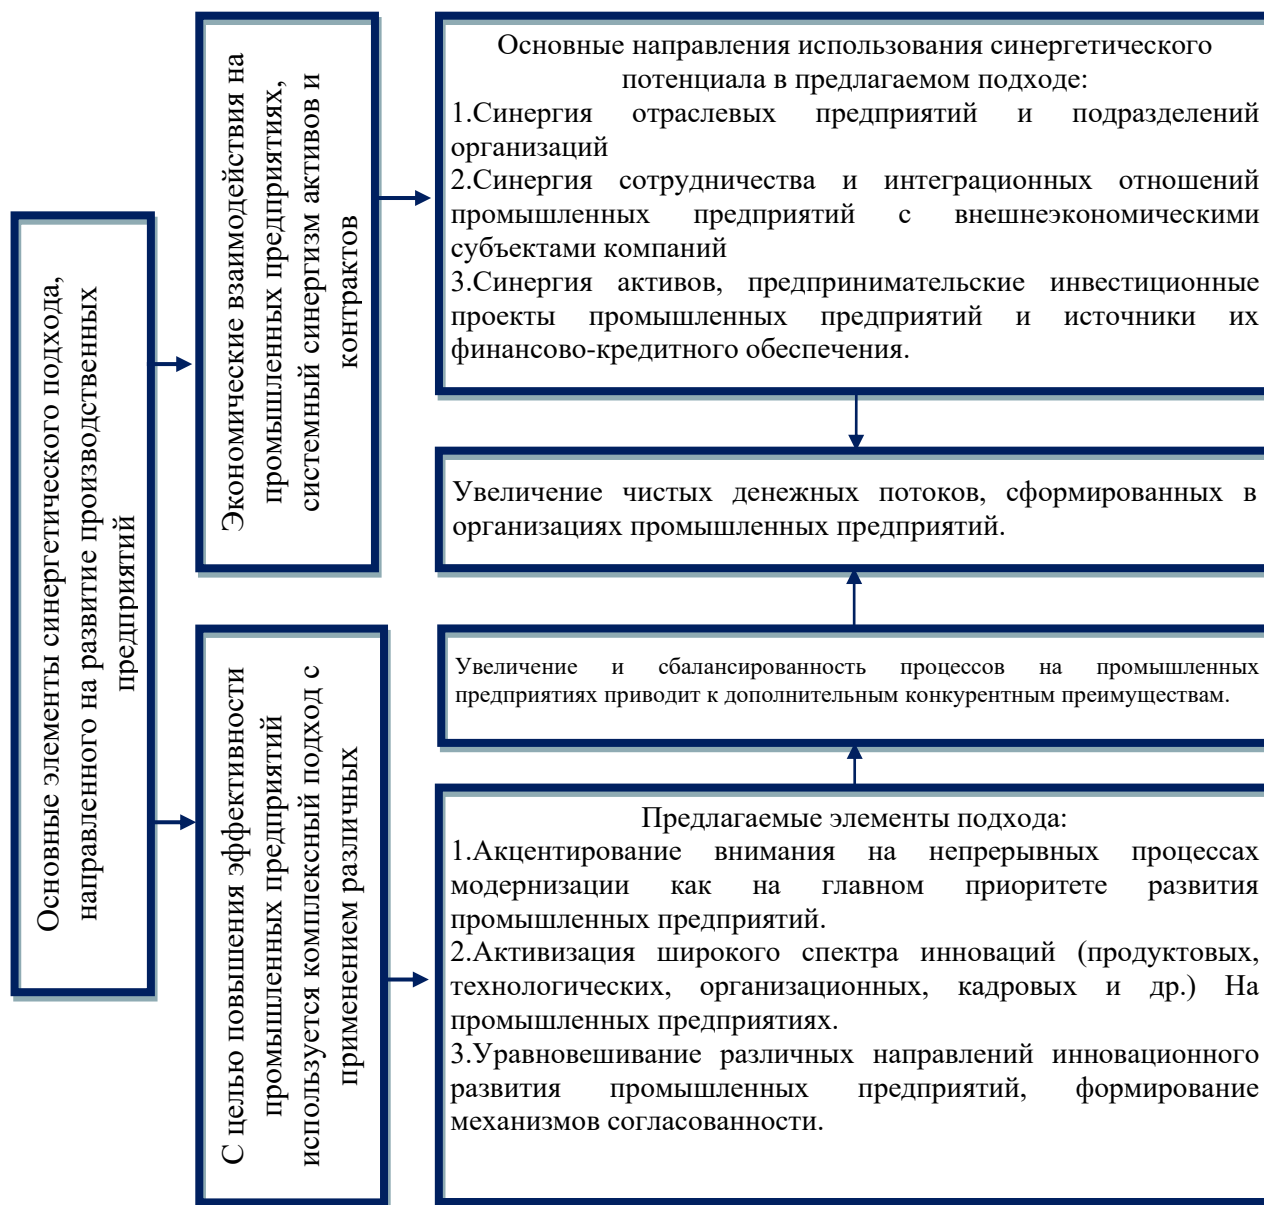 Основные элементы синергетического подхода,
направленного на развитие производственных
предприятий
Экономические взаимодействия на
промышленных предприятиях,
системный синергизм активов и
контрактов
Основные направления использования синергетического
потенциала в предлагаемом подходе:
1.Синергия отраслевых предприятий и подразделений
организаций
2.Синергия сотрудничества и интеграционных отношений
промышленных предприятий с внешнеэкономическими
субъектами компаний
3.Синергия активов, предпринимательские инвестиционные
проекты промышленных предприятий и источники их
финансово-кредитного обеспечения.
Увеличение чистых денежных потоков, сформированных в
организациях промышленных предприятий.
Увеличение и сбалансированность процессов на промышленных
предприятиях приводит к дополнительным конкурентным преимуществам.
С целью повышения эффективности
промышленных предприятий
используется комплексный подход с
применением различных
Предлагаемые элементы подхода:
1.Акцентирование внимания на непрерывных процессах
модернизации как на главном приоритете развития
промышленных предприятий.
2.Активизация широкого спектра инноваций (продуктовых,
технологических, организационных, кадровых и др.) На
промышленных предприятиях.
3.Уравновешивание различных направлений инновационного
развития промышленных предприятий, формирование
механизмов согласованности.